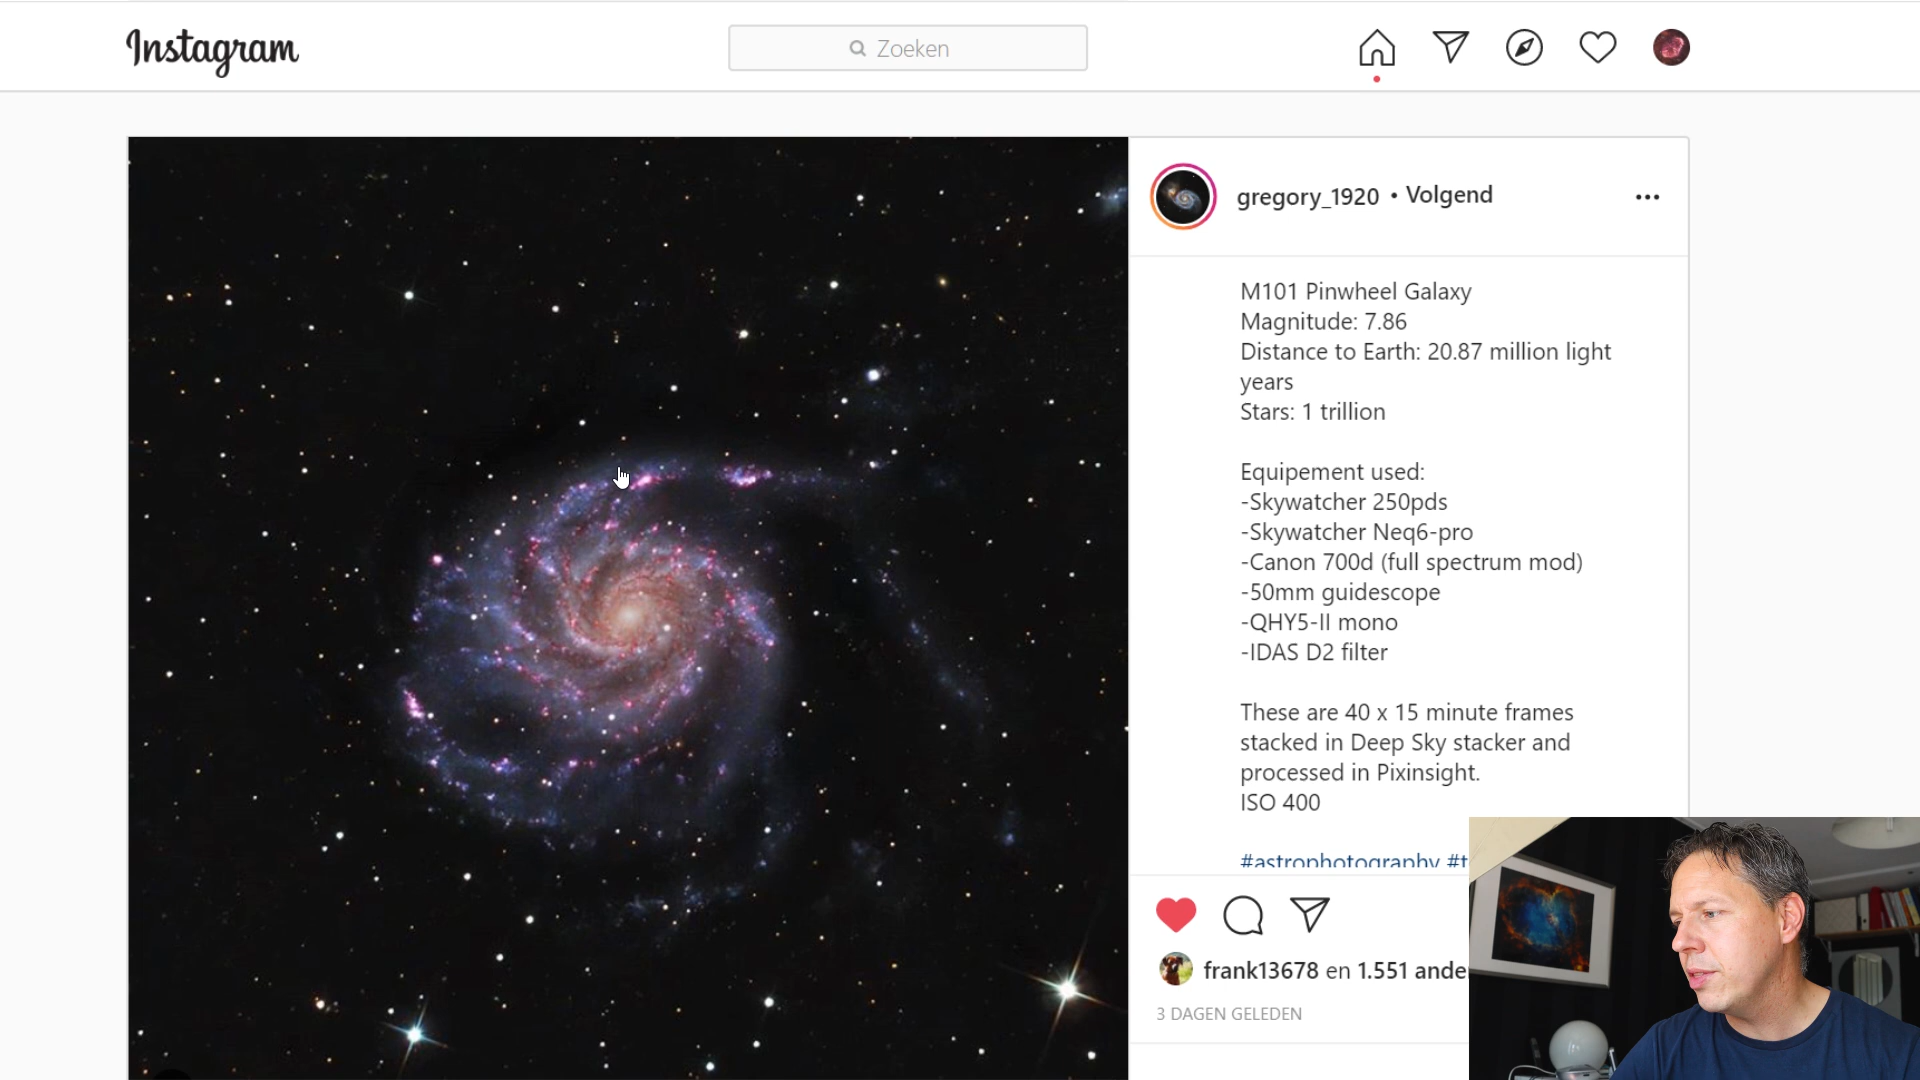 Instagram
Zoeken
gregory_1920 • Volgend
M101 Pinwheel Galaxy
Magnitude: 7.86
Distance to Earth: 20.87 million light
years
Stars: 1 trillion
Equipement used:
-Skywatcher 250pds
-Skywatcher Neq6-pro
-Canon 700d (full spectrum mod)
-50mm guidescope
-QHY5-II mono
-IDAS D2 filter
These are 40 x 15 minute frames
stacked in Deep Sky stacker and
processed in Pixinsight.
ISO 400
#astrophotography #t
frank13678 en 1.551 ande
3 DAGEN GELEDEN